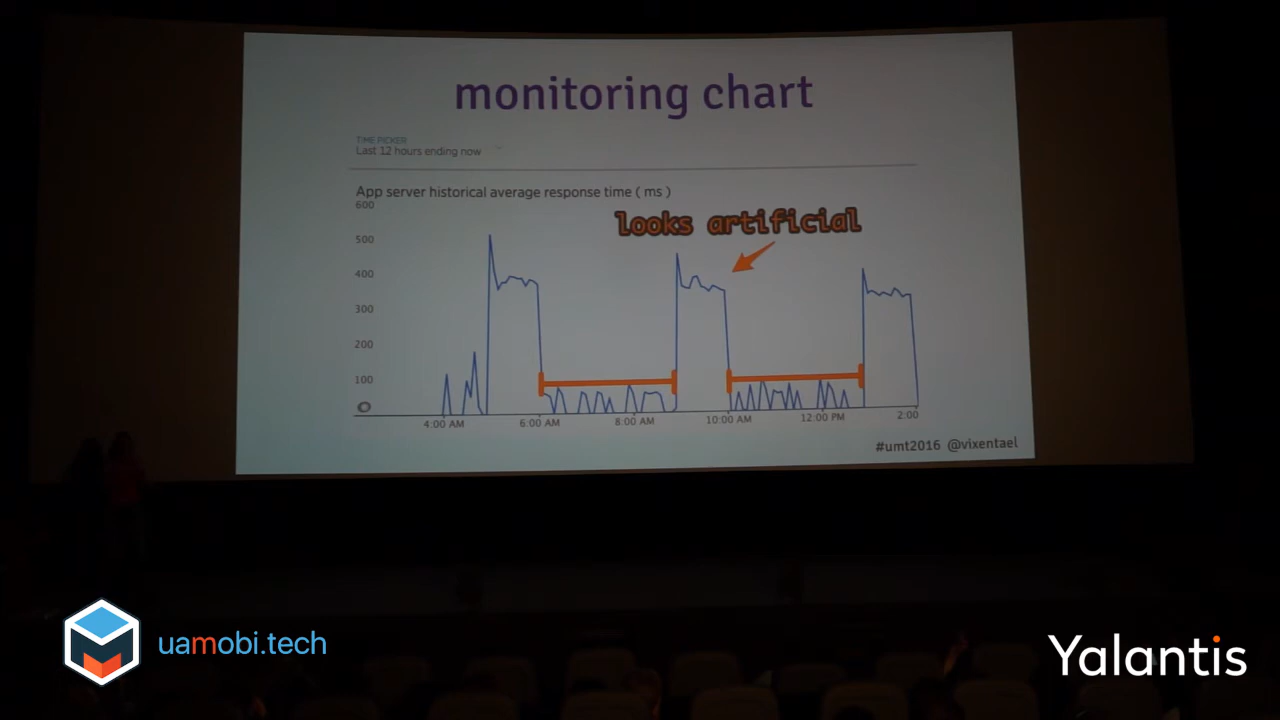 monitoring chart
TIME PICKER
Last 12 hours ending now
App server historical average response time ( ms )
600
looks artificial
500
400
300
200
100
0
4:00 AM
6:00 AM
8:00 AM
10:00 AM
12:00 PM
2:00
#umt2016 @vixentael
uamobi.tech
Yalantis